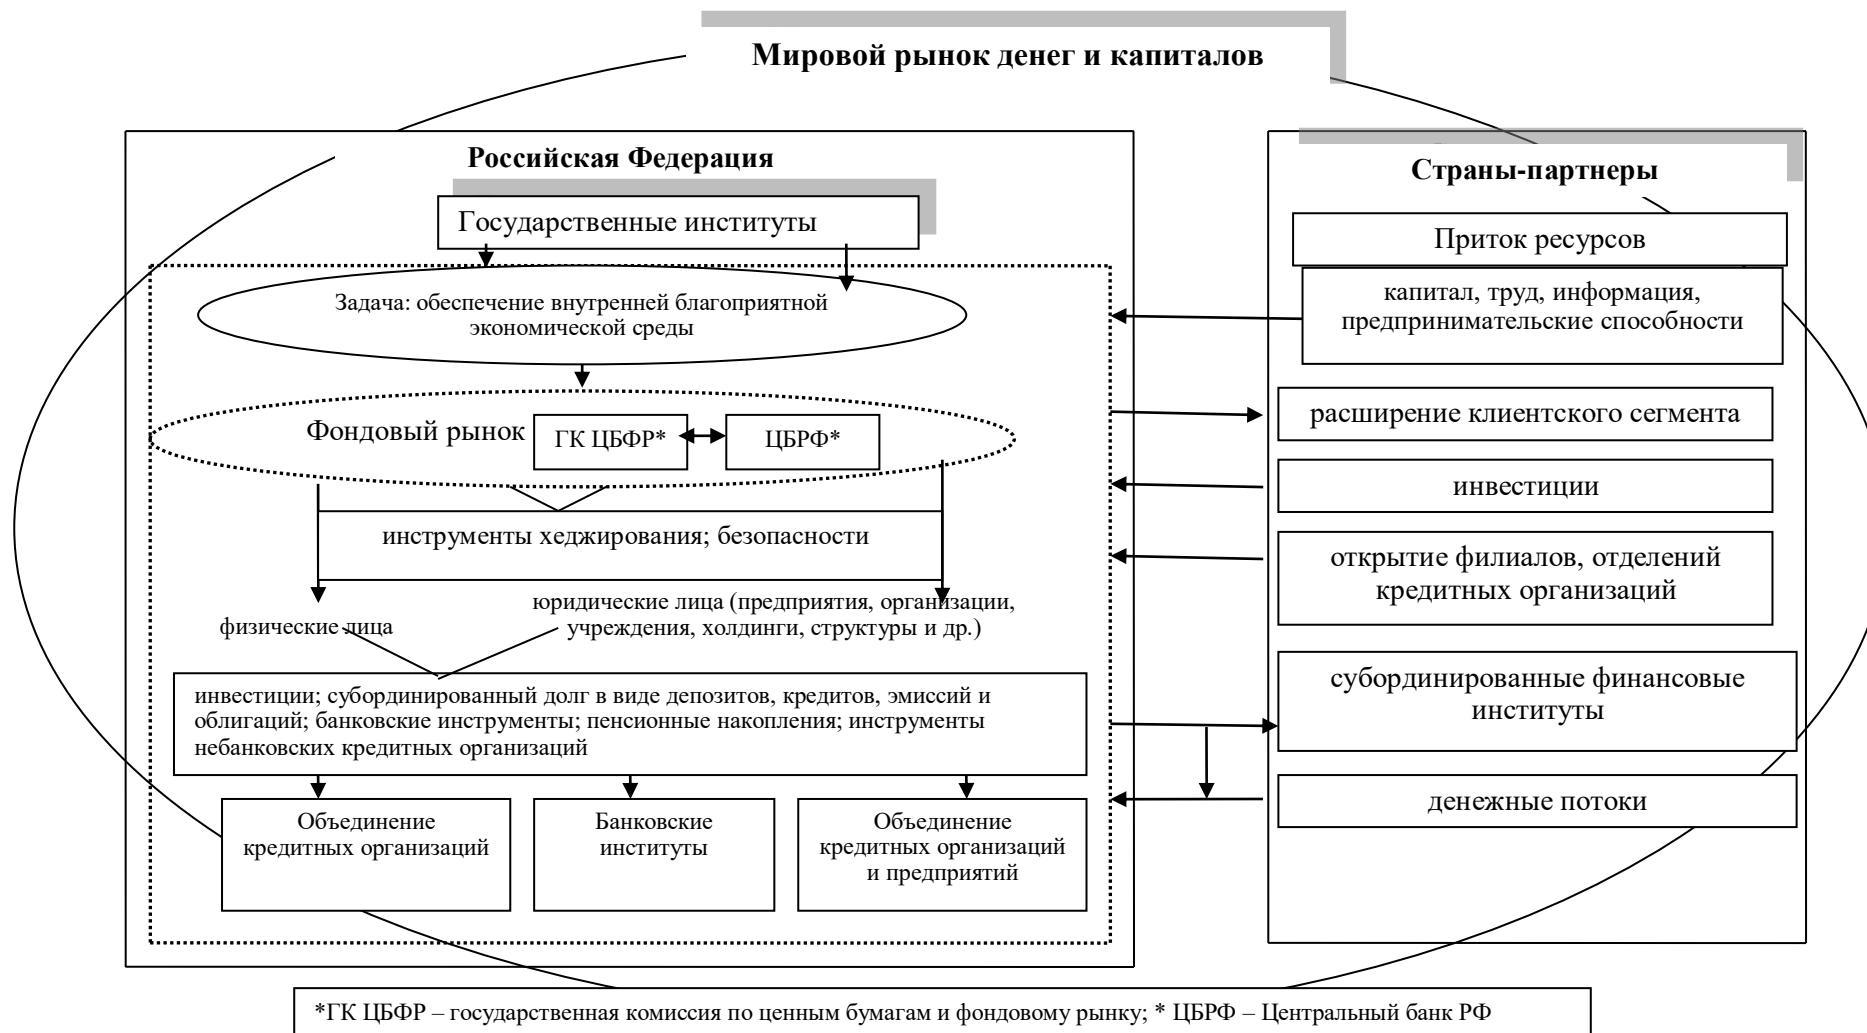 Мировой рынок денег и капиталов
Российская Федерация
Государственные институты
Задача: обеспечение внутренней благоприятной
экономической среды
Фондовый рынок
ГК ЦБФР*
ЦБРФ*
инструменты хеджирования; безопасности
физические лица
юридические лица (предприятия, организации,
учреждения, холдинги, структуры и др.)
инвестиции; субординированный долг в виде депозитов, кредитов, эмиссий и
облигаций; банковские инструменты; пенсионные накопления; инструменты
небанковских кредитных организаций
Объединение
кредитных организаций
Банковские
институты
Объединение
кредитных организаций
и предприятий
Страны-партнеры
Приток ресурсов
капитал, труд, информация,
предпринимательские способности
расширение клиентского сегмента
инвестиции
открытие филиалов, отделений
кредитных организаций
субординированные финансовые
институты
денежные потоки
*ГК ЦБФР – государственная комиссия по ценным бумагам и фондовому рынку; * ЦБРФ – Центральный банк РФ